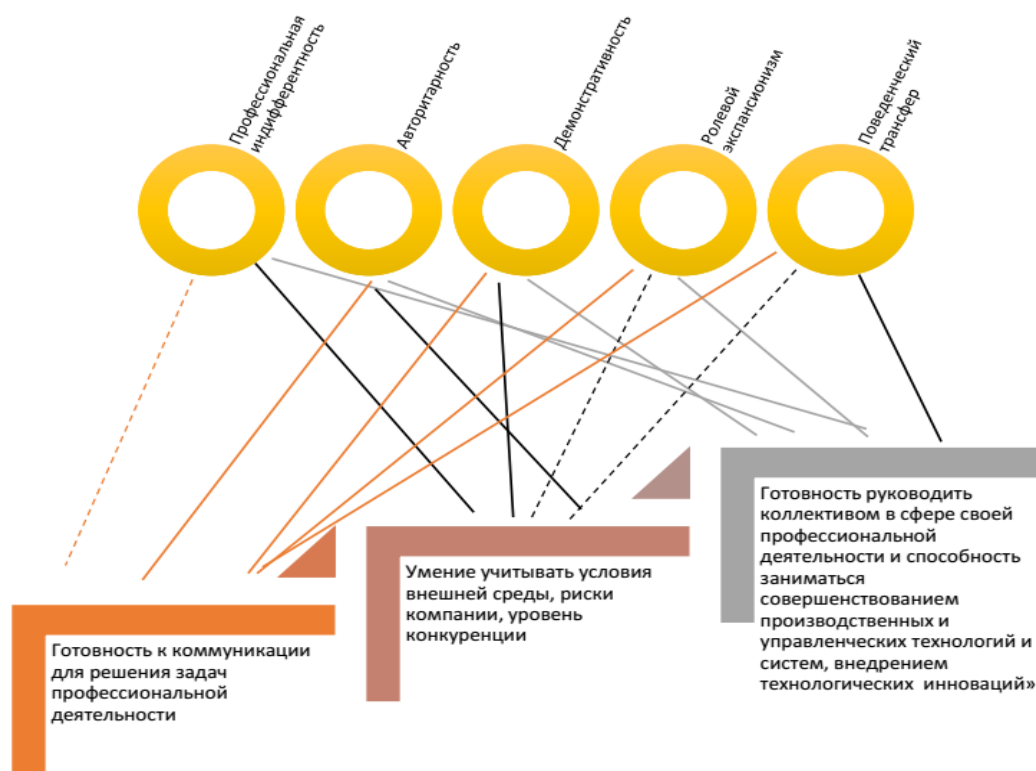 Профессиональная
индифферентность
Авторитарность
Демонстративность
Ролевой
экспансионизм
Поведенческий
трансфер
Готовность к коммуникации
для решения задач
профессиональной
деятельности
Умение учитывать условия
внешней среды, риски
компании, уровень
конкуренции
Готовность руководить
коллективом в сфере своей
профессиональной
деятельности и способность
заниматься
совершенствованием
производственных и
управленческих технологий и
систем, внедрением
технологических инноваций»